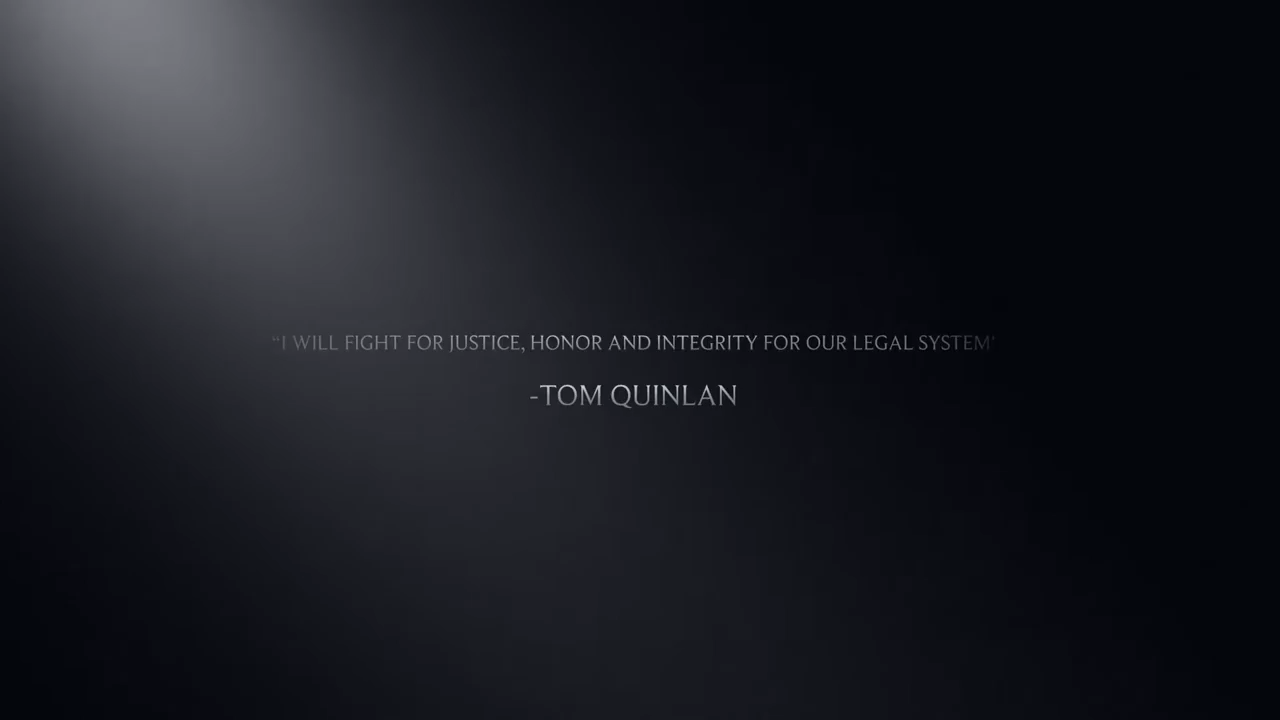 “I WILL FIGHT FOR JUSTICE, HONOR AND INTEGRITY FOR OUR LEGAL SYSTEM”
-TOM QUINLAN